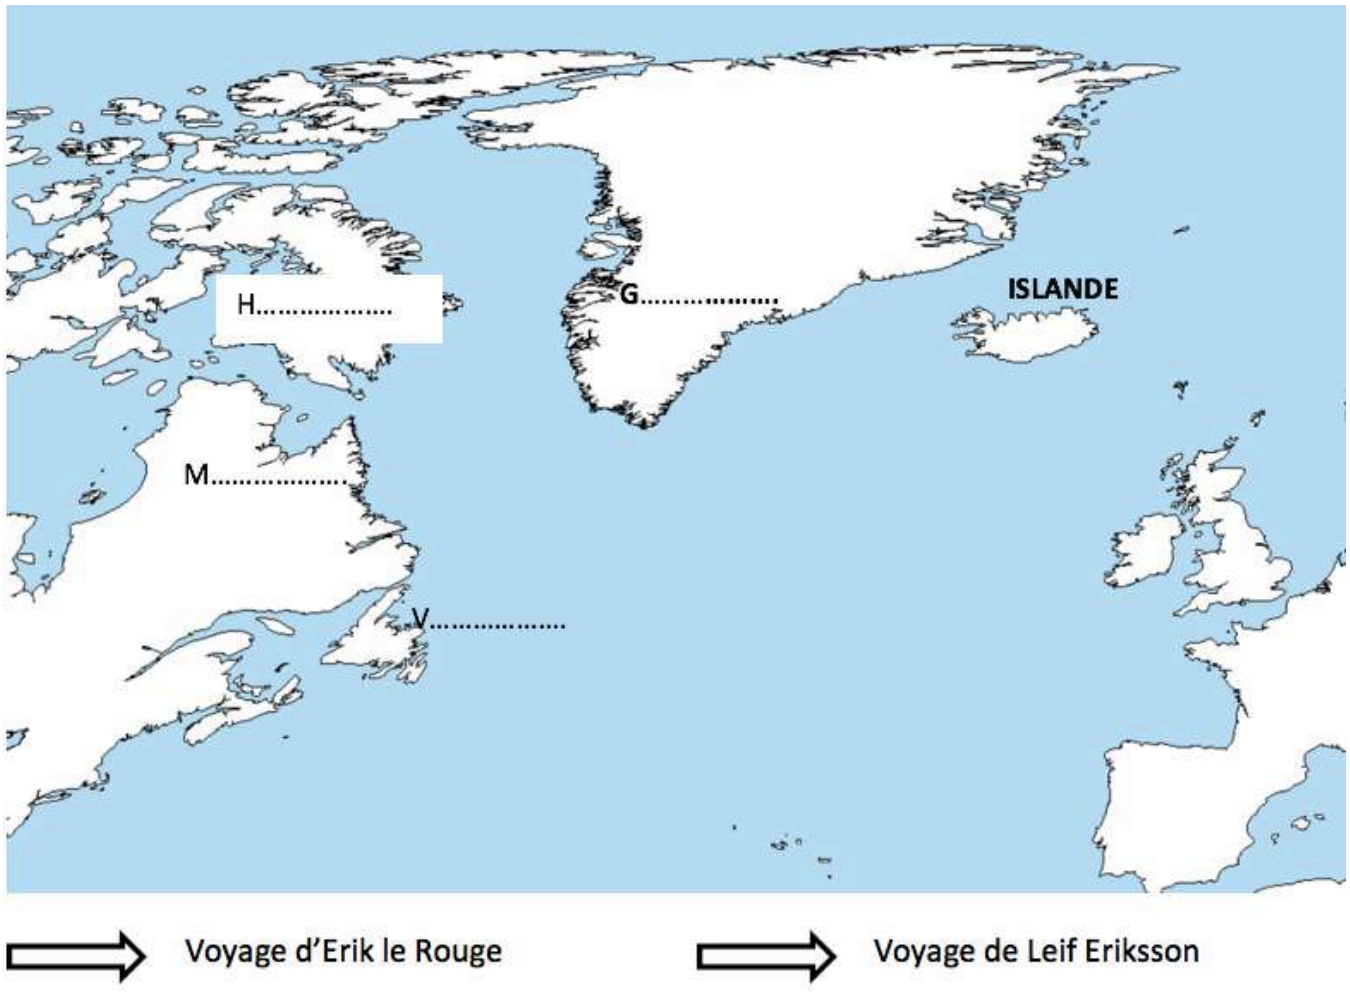 ISLANDE
G..................
H..................
M..................
V..................
Voyage d’Erik le Rouge
Voyage de Leif Eriksson